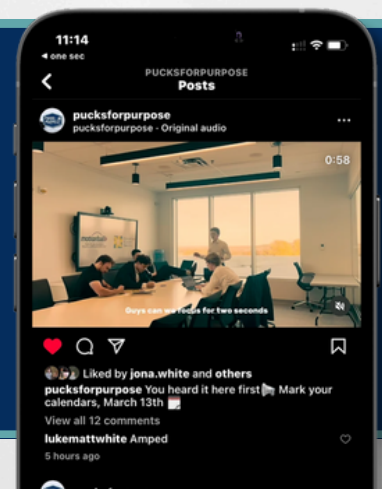 11:14
one sec
PUCKSFORPURPOSE
Posts
pucksforpurpose
pucksforpurpose - Original audio
0:58
Guys can we focus for two seconds
Liked by jona.white and others
pucksforpurpose You heard it here first Mark your
calendars, March 13th
View all 12 comments
lukemattwhite Amped
5 hours ago